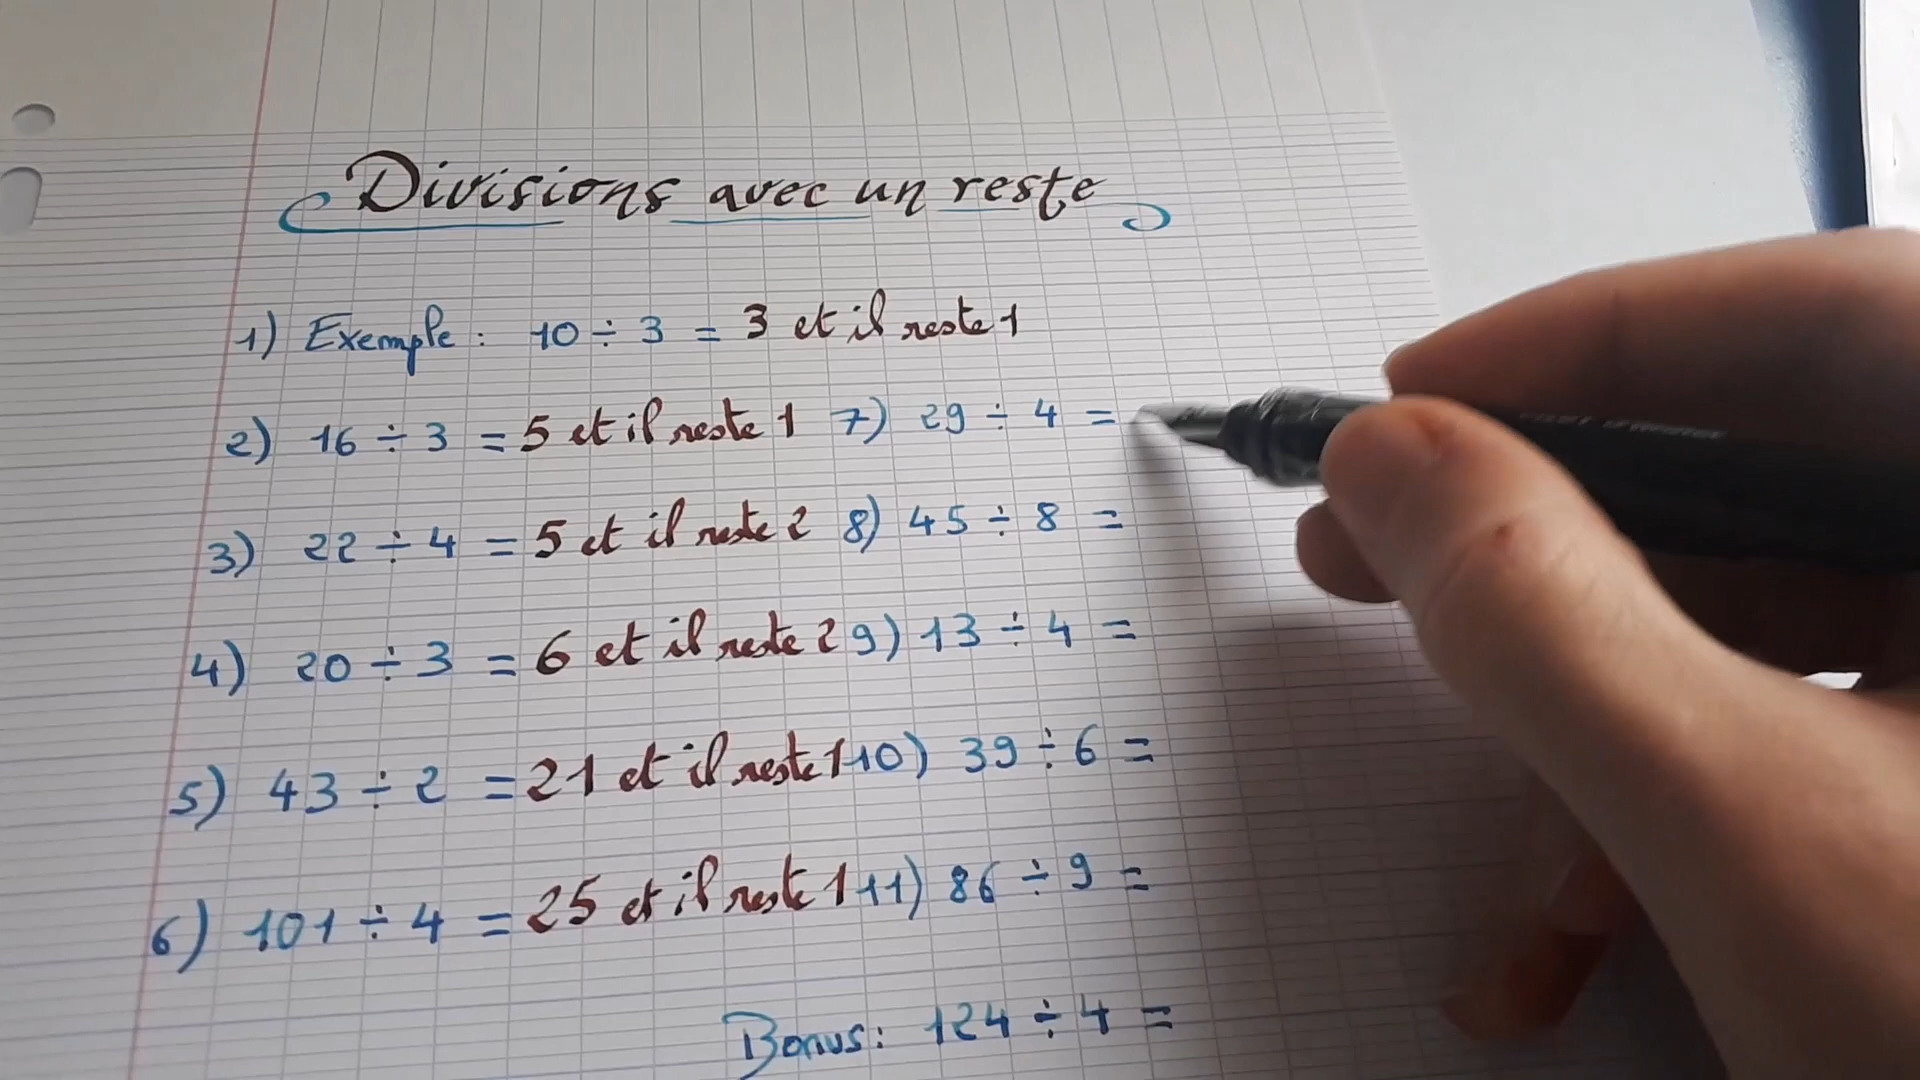 Divisions avec un reste
1) Exemple : 10 ÷ 3 = 3 et il reste 1
2) 16 ÷ 3 = 5 et il reste 1
3) 22 ÷ 4 = 5 et il reste 2
4) 20 ÷ 3 = 6 et il reste 2
5) 43 ÷ 2 = 21 et il reste 1
6) 101 ÷ 4 = 25 et il reste 1
7) 29 ÷ 4 =
8) 45 ÷ 8 =
9) 13 ÷ 4 =
10) 39 ÷ 6 =
11) 86 ÷ 9 =
Bonus : 124 ÷ 4 =